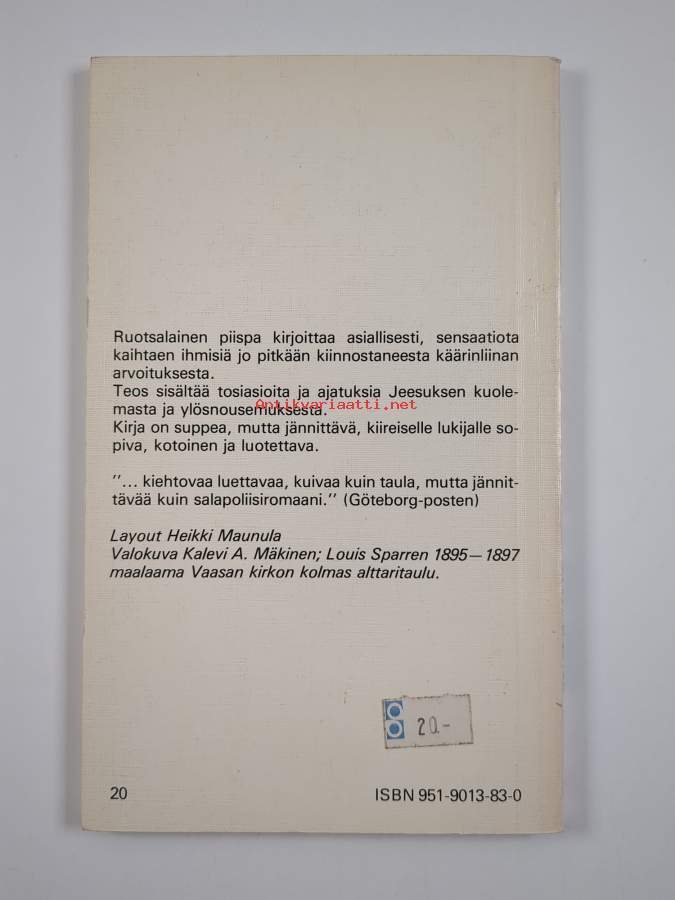 Ruotsalainen piispa kirjoittaa asiallisesti, sensaatiota
kaihtaen ihmisiä jo pitkään kiinnostaneesta käärinliinan
arvoituksesta.
Teos sisältää tosiasioita ja ajatuksia Jeesuksen kuole-
Antikvariaatti.net
masta ja ylösnousemuksesta.
Kirja on suppea, mutta jännittävä, kiireiselle lukijalle so-
piva, kotoinen ja luotettava.
"... kiehtovaa luettavaa, kuivaa kuin taula, mutta jännit-
tävää kuin salapoliisiromaani." (Göteborg-posten)
Layout Heikki Maunula
Valokuva Kalevi A. Mäkinen; Louis Sparren 1895—1897
maalaama Vaasan kirkon kolmas alttaritaulu.
20.-
20
ISBN 951-9013-83-0